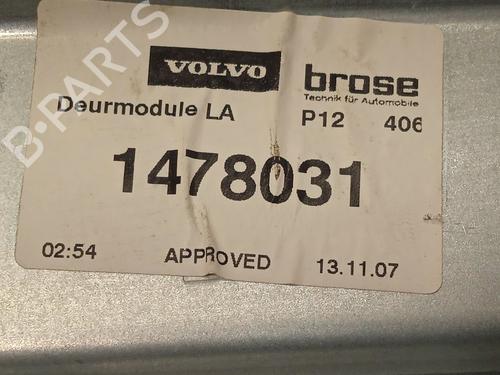 B-PARTS
VOLVO
brose
Technik für Automobile
Deurmodule LA
P12 406
1478031
02:54 APPROVED 13.11.07